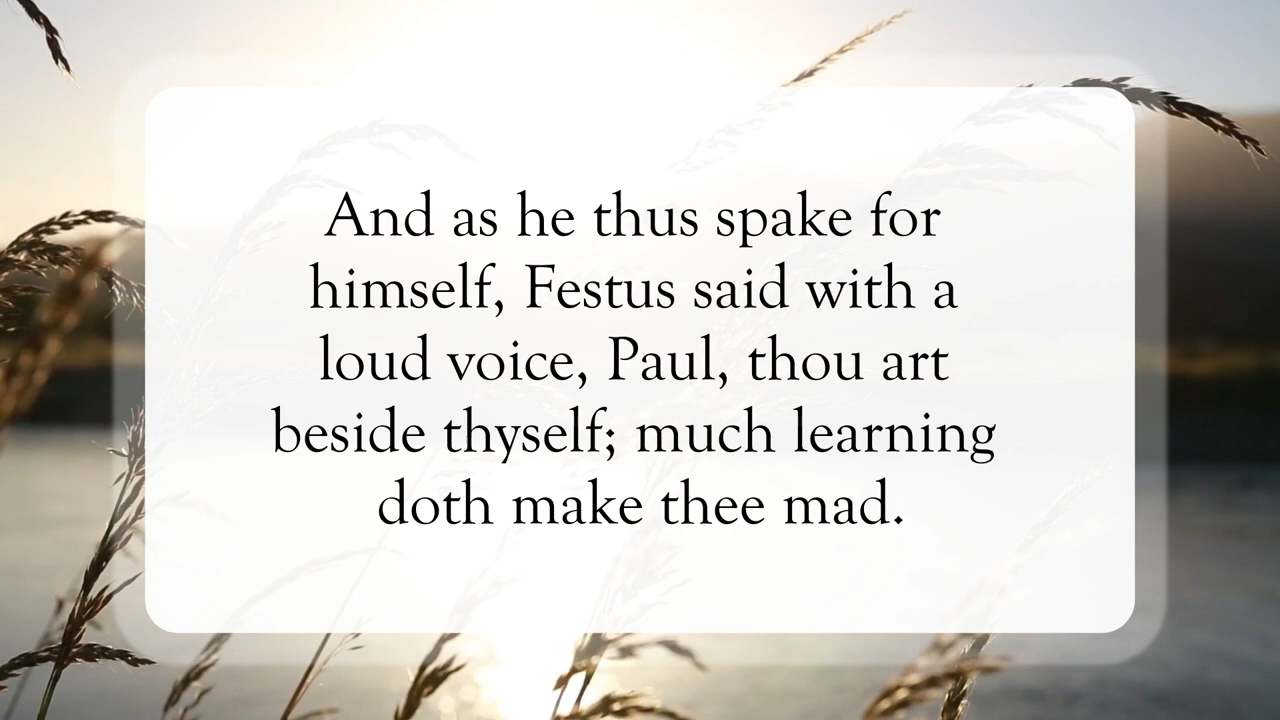 And as he thus spake for
himself, Festus said with a
loud voice, Paul, thou art
beside thyself; much learning
doth make thee mad.